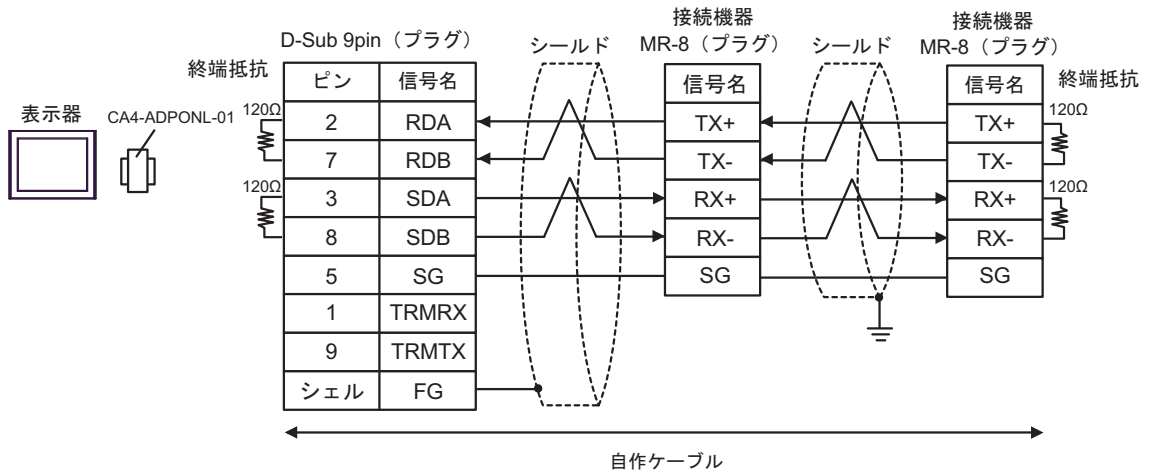 接続機器
MR-8（プラグ）
接続機器
MR-8（プラグ）
D-Sub 9pin（プラグ）
シールド
シールド
終端抵抗
終端抵抗
表示器
CA4-ADPONL-01
120Ω
120Ω
120Ω
120Ω
ピン 信号名
2 RDA
7 RDB
3 SDA
8 SDB
5 SG
1 TRMRX
9 TRMTX
シェル FG
信号名
TX+
TX-
RX+
RX-
SG
信号名
TX+
TX-
RX+
RX-
SG
自作ケーブル